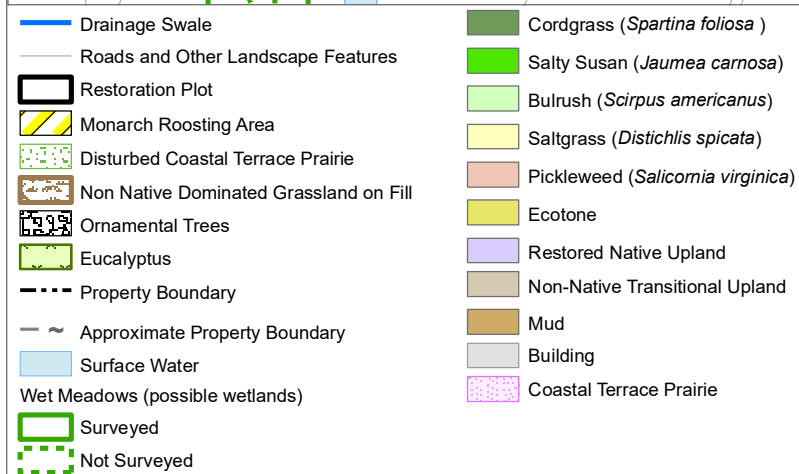 Drainage Swale
Roads and Other Landscape Features
Restoration Plot
Monarch Roosting Area
Disturbed Coastal Terrace Prairie
Non Native Dominated Grassland on Fill
Ornamental Trees
Eucalyptus
Property Boundary
Approximate Property Boundary
Surface Water
Wet Meadows (possible wetlands)
Surveyed
Not Surveyed
Cordgrass (Spartina foliosa )
Salty Susan (Jaumea carnosa)
Bulrush (Scirpus americanus)
Saltgrass (Distichlis spicata)
Pickleweed (Salicornia virginica)
Ecotone
Restored Native Upland
Non-Native Transitional Upland
Mud
Building
Coastal Terrace Prairie